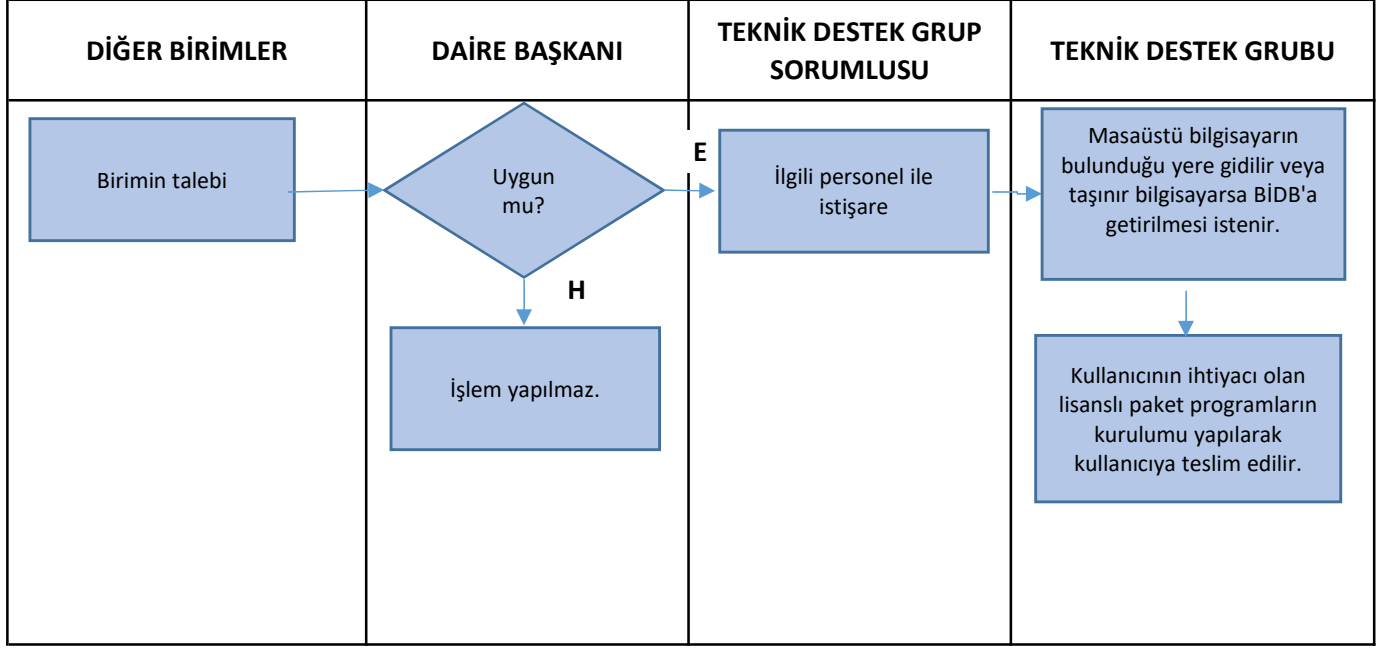 DİĞER BİRİMLER
DAİRE BAŞKANI
TEKNİK DESTEK GRUP
SORUMLUSU
TEKNİK DESTEK GRUBU
Birimin talebi
Uygun
mu?
E
H
İşlem yapılmaz.
İlgili personel ile
istişare
Masaüstü bilgisayarın
bulunduğu yere gidilir veya
taşınır bilgisayarsa BİDB'a
getirilmesi istenir.
Kullanıcının ihtiyacı olan
lisanslı paket programların
kurulumu yapılarak
kullanıcıya teslim edilir.